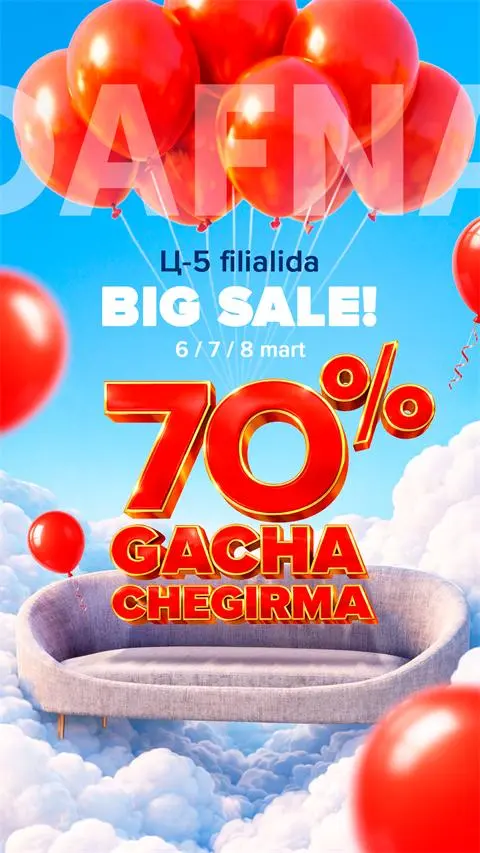 DAFNA
Ц-5 filialida
BIG SALE!
6 / 7 / 8 mart
70%
GACHA
CHEGIRMA